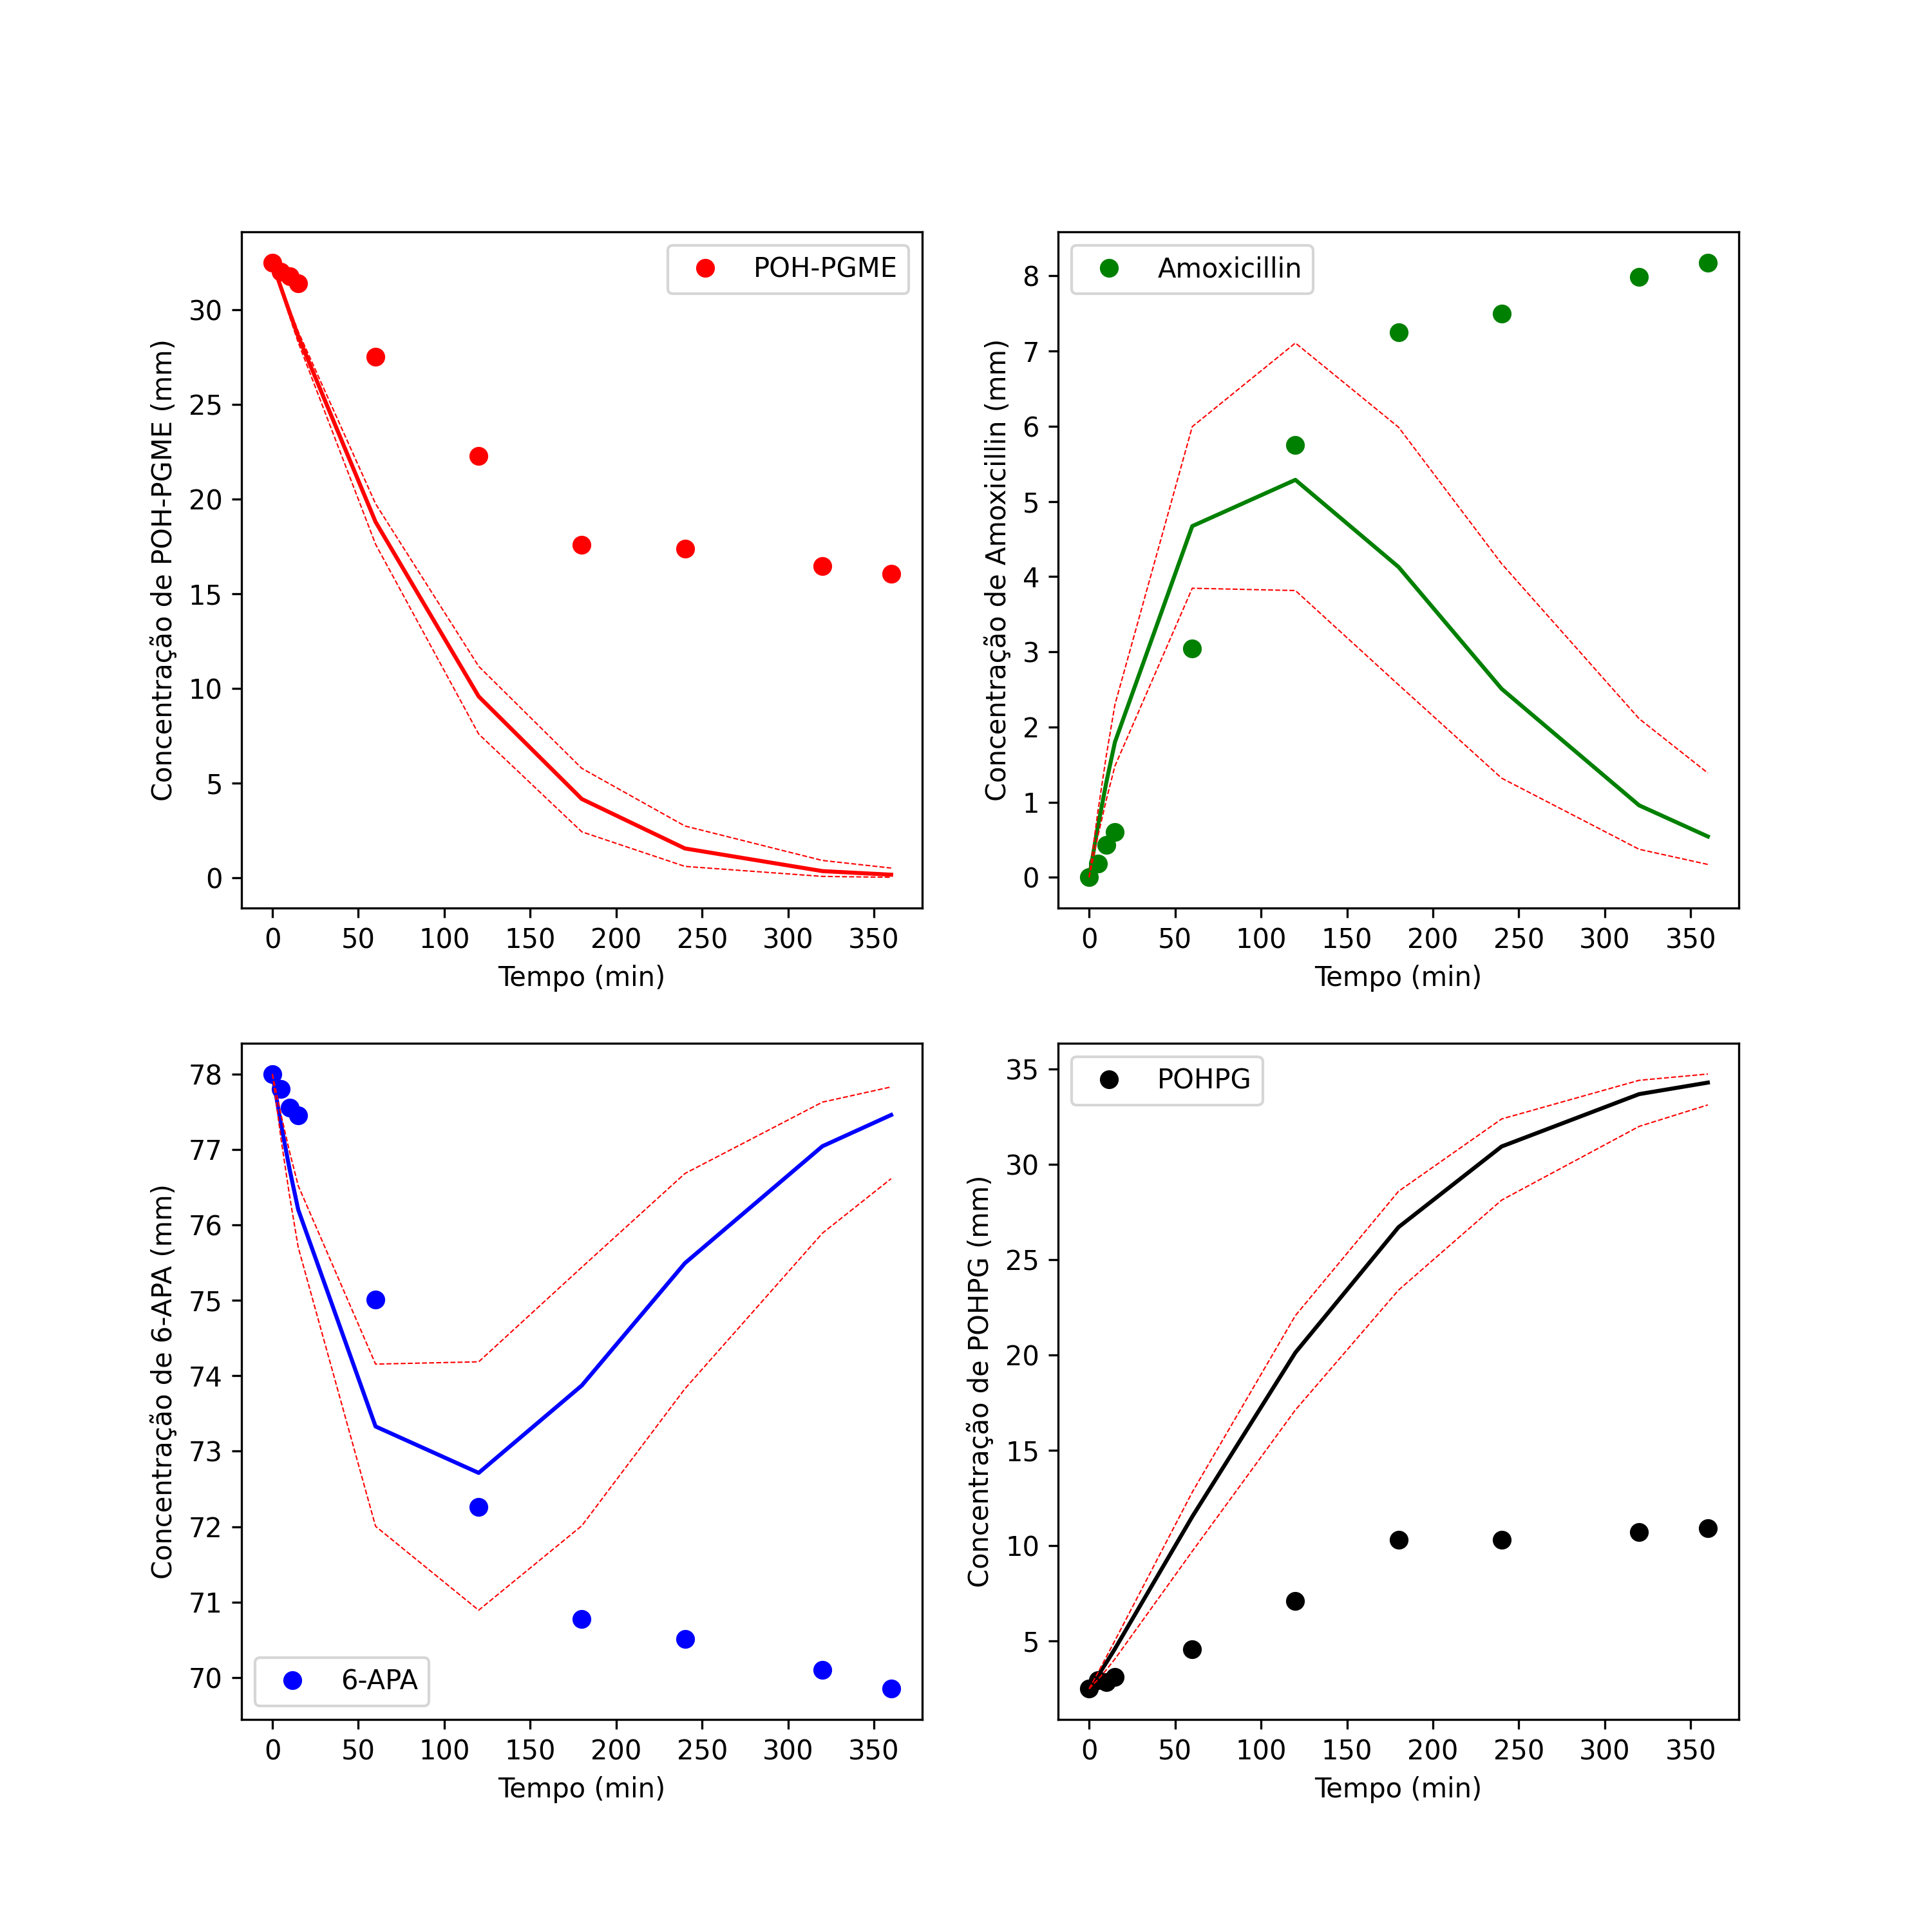 POH-PGME
Concentração de POH-PGME (mm)
30
25
20
15
10
5
0
0 50 100 150 200 250 300 350
Tempo (min)
Amoxicillin
Concentração de Amoxicillin (mm)
8
7
6
5
4
3
2
1
0
0 50 100 150 200 250 300 350
Tempo (min)
Concentração de 6-APA (mm)
78
77
76
75
74
73
72
71
70
6-APA
0 50 100 150 200 250 300 350
Tempo (min)
POHPG
Concentração de POHPG (mm)
35
30
25
20
15
10
5
0 50 100 150 200 250 300 350
Tempo (min)